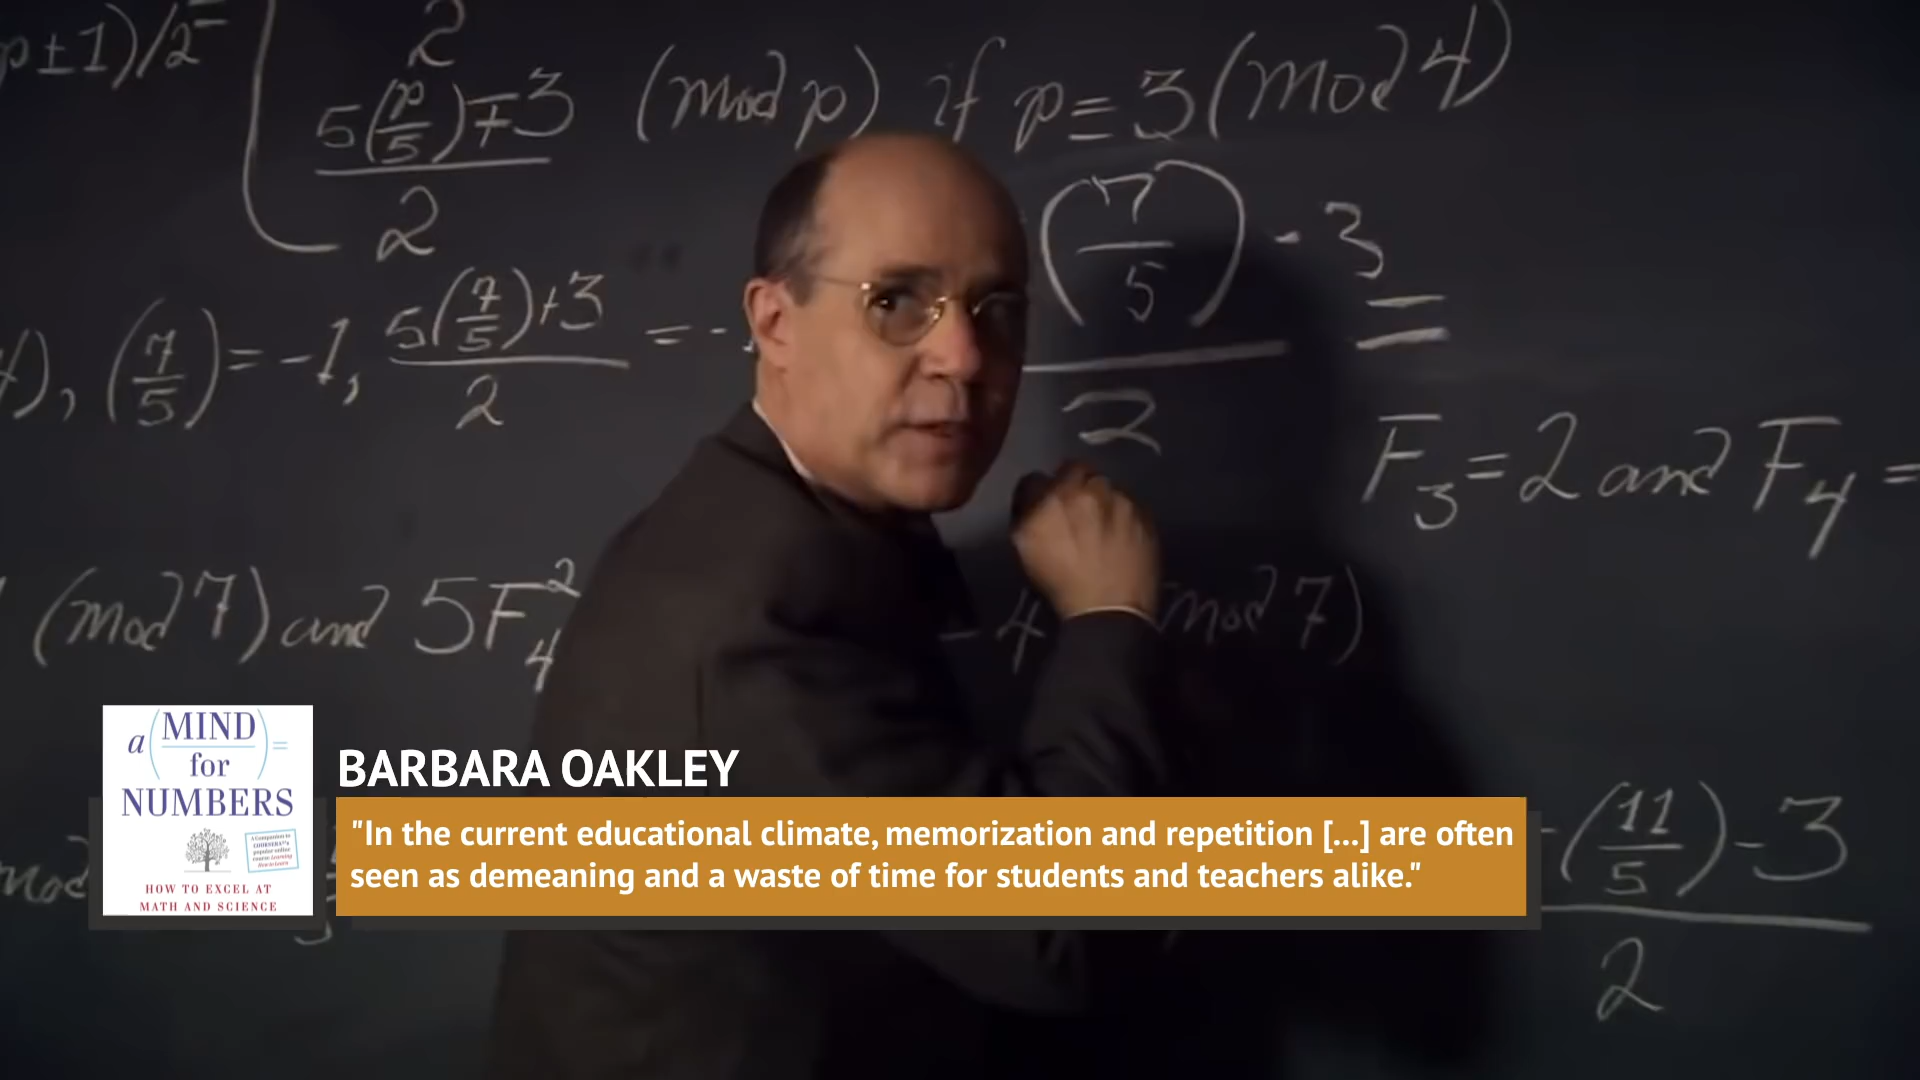 p±1)/2=
2
5(p/5)∓3 (mod p) if p≡3(mod 4)
2
(7/5) - 3 =
2
), (7/5) = -1, 5(7/5)+3 = -
2
F3=2 and F4=
(mod 7) and 5F4^2
-4 mod 7)
a (MIND) =
for
NUMBERS
HOW TO EXCEL AT
MATH AND SCIENCE
BARBARA OAKLEY
"In the current educational climate, memorization and repetition [...] are often
seen as demeaning and a waste of time for students and teachers alike."
mod
(11/5)-3
2